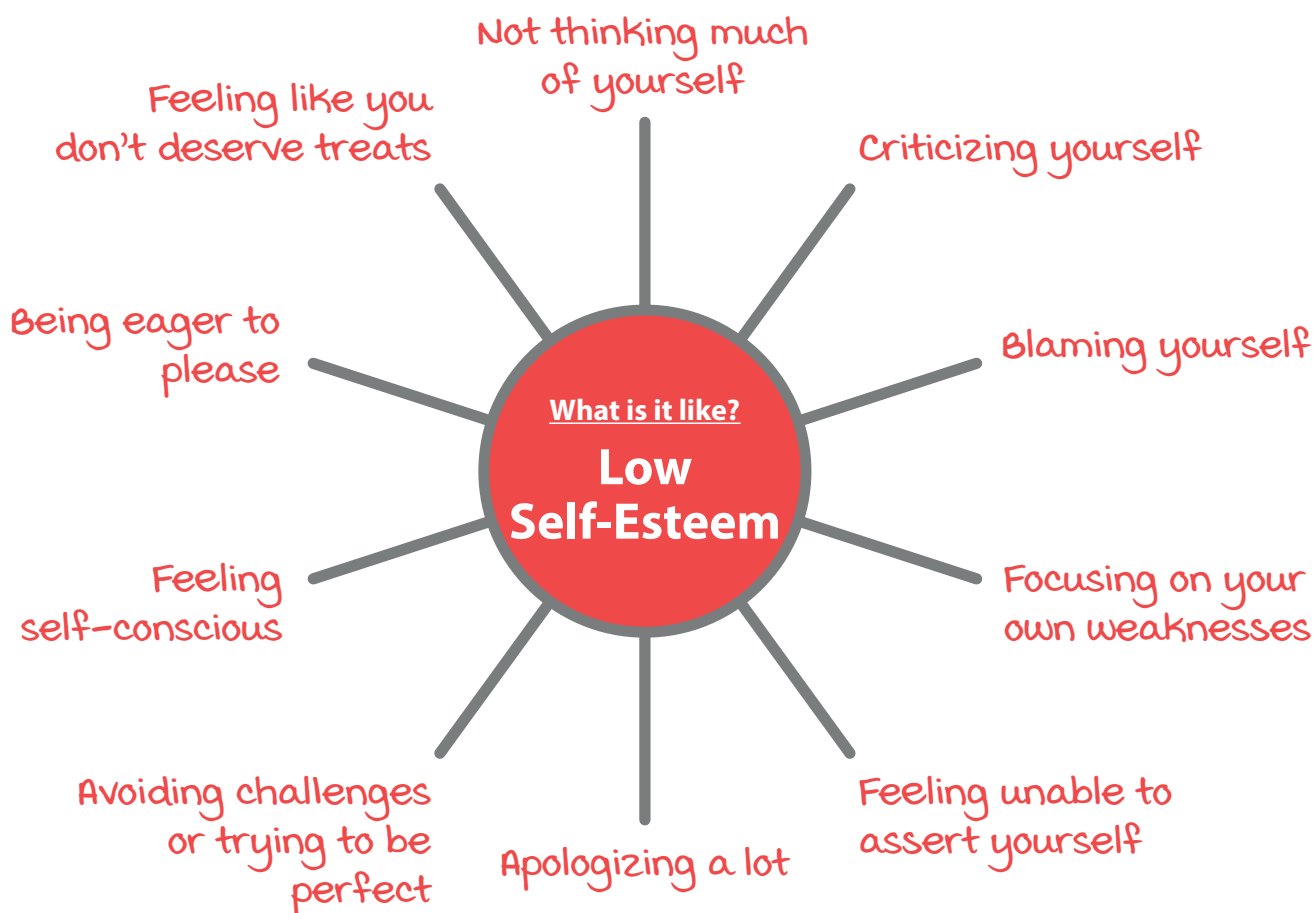 What is it like?
Low
Self-Esteem
Not thinking much
of yourself
Criticizing yourself
Blaming yourself
Focusing on your
own weaknesses
Feeling unable to
assert yourself
Apologizing a lot
Avoiding challenges
or trying to be
perfect
Feeling
self-conscious
Being eager to
please
Feeling like you
don't deserve treats